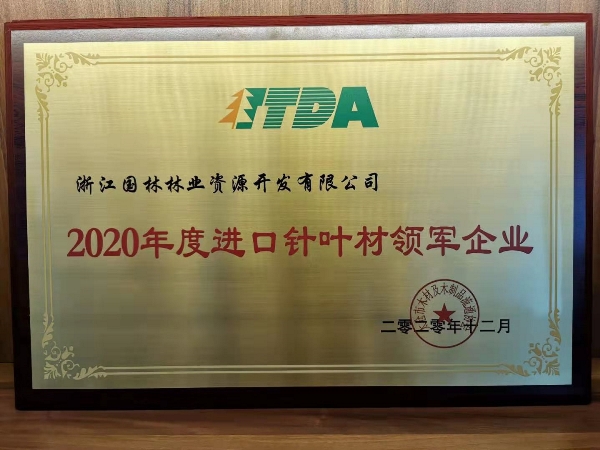 TDA
浙江国林林业资源开发有限公司
2020年度进口针叶材领军企业
二零二零年十二月